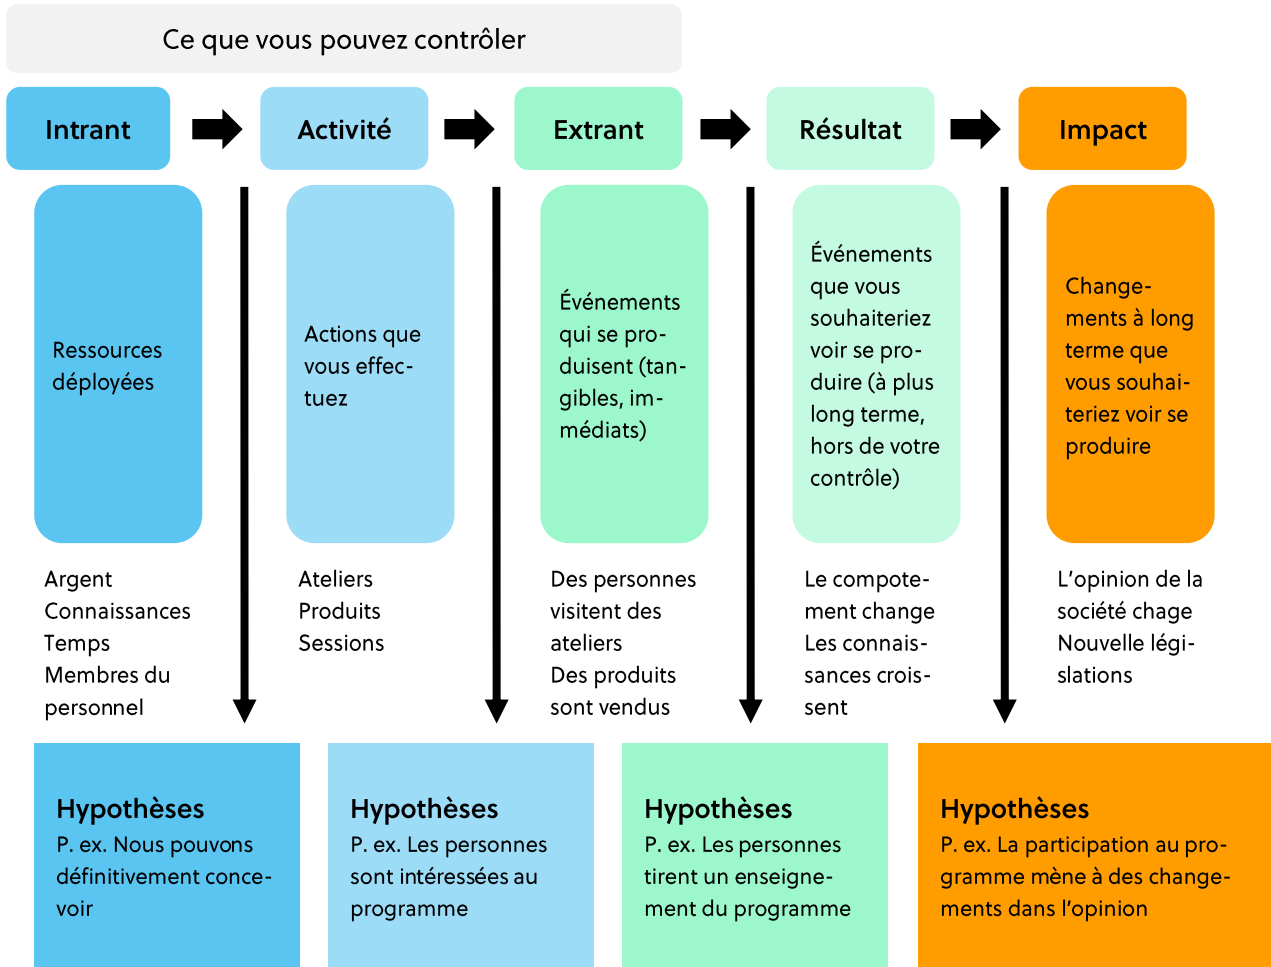 Ce que vous pouvez contrôler
Intrant
Activité
Extrant
Résultat
Impact
Ressources
déployées
Actions que
vous effec-
tuez
Événements
qui se pro-
duisent (tan-
gibles, im-
médiats)
Événements
que vous
souhaiteriez
voir se pro-
duire (à plus
long terme,
hors de votre
contrôle)
Change-
ments à long
terme que
vous souhai-
teriez voir se
produire
Argent
Connaissances
Temps
Membres du
personnel
Ateliers
Produits
Sessions
Des personnes
visitent des
ateliers
Des produits
sont vendus
Le compote-
ment change
Les connais-
sances crois-
sent
L'opinion de la
société chage
Nouvelle légi-
slations
Hypothèses
P. ex. Nous pouvons
définitivement conce-
voir
Hypothèses
P. ex. Les personnes
sont intéressées au
programme
Hypothèses
P. ex. Les personnes
tirent un enseigne-
ment du programme
Hypothèses
P. ex. La participation au pro-
gramme mène à des change-
ments dans l'opinion